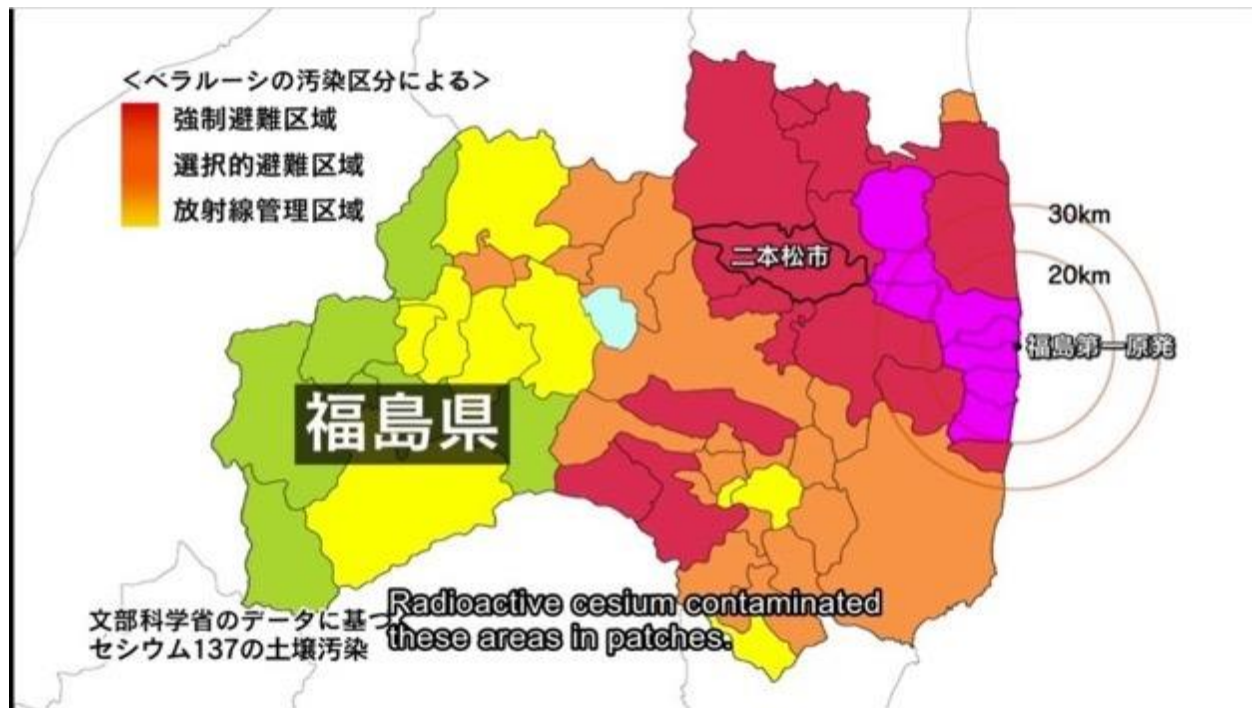 <ベラルーシの汚染区分による>
強制避難区域
選択的避難区域
放射線管理区域
30km
二本松市
20km
福島第一原発
福島県
文部科学省のデータに基づ
セシウム137の土壌汚染
Radioactive cesium contaminated
these areas in patches.